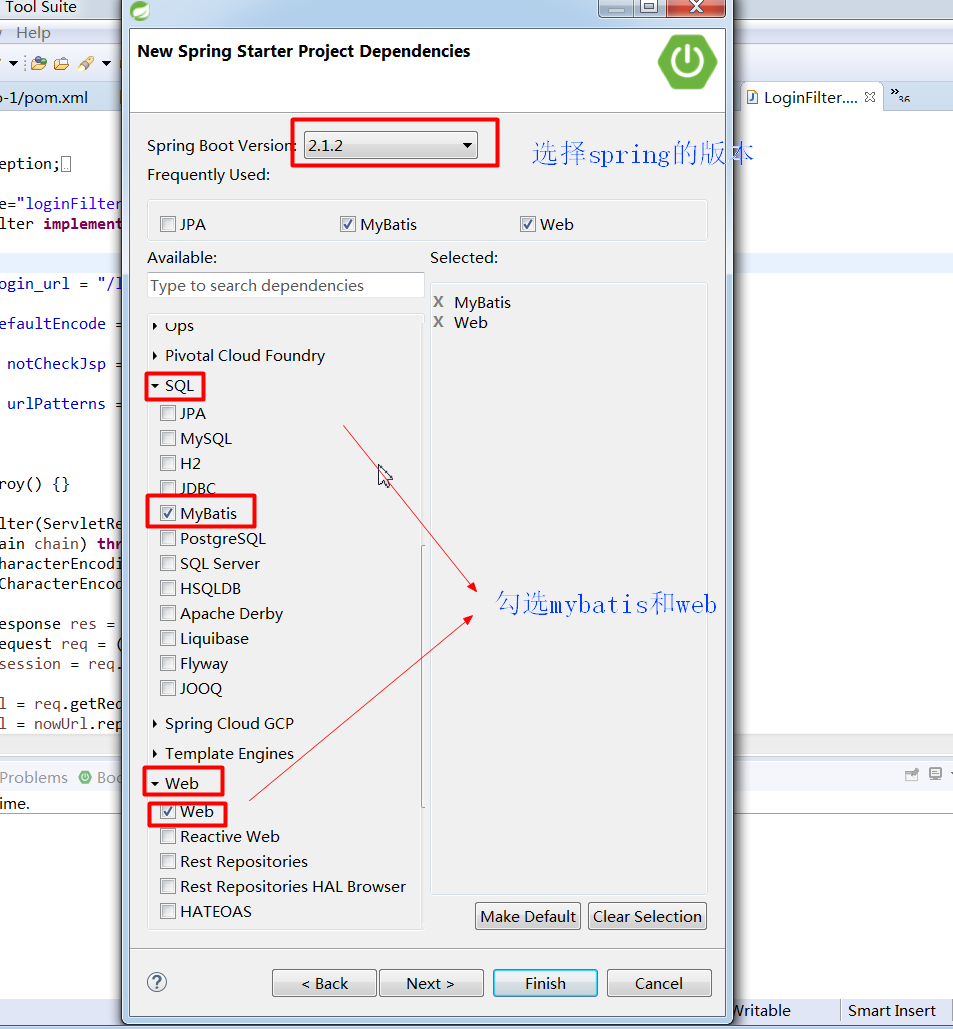 Tool Suite
Help
o-1/pom.xml
LoginFilter....
36
New Spring Starter Project Dependencies
Spring Boot Version:
2.1.2
选择spring的版本
Frequently Used:
JPA
MyBatis
Web
Available:
Selected:
Type to search dependencies
X MyBatis
X Web
Ops
Pivotal Cloud Foundry
SQL
JPA
MySQL
H2
JDBC
MyBatis
PostgreSQL
SQL Server
HSQLDB
Apache Derby
Liquibase
Flyway
JOOQ
勾选mybatis和web
Spring Cloud GCP
Template Engines
Web
Web
Reactive Web
Rest Repositories
Rest Repositories HAL Browser
HATEOAS
Make Default
Clear Selection
?
< Back
Next >
Finish
Cancel
eption;
e="loginFilter
lter implement
ogin_url = "/l
efaultEncode =
notCheckJsp =
urlPatterns =
roy() {}
lter(ServletRe
ain chain) thr
haracterEncodi
CharacterEncod
esponse res =
equest req = (
session = req.
l = req.getReq
l = nowUrl.rep
Problems
Boo
ime.
Writable
Smart Insert